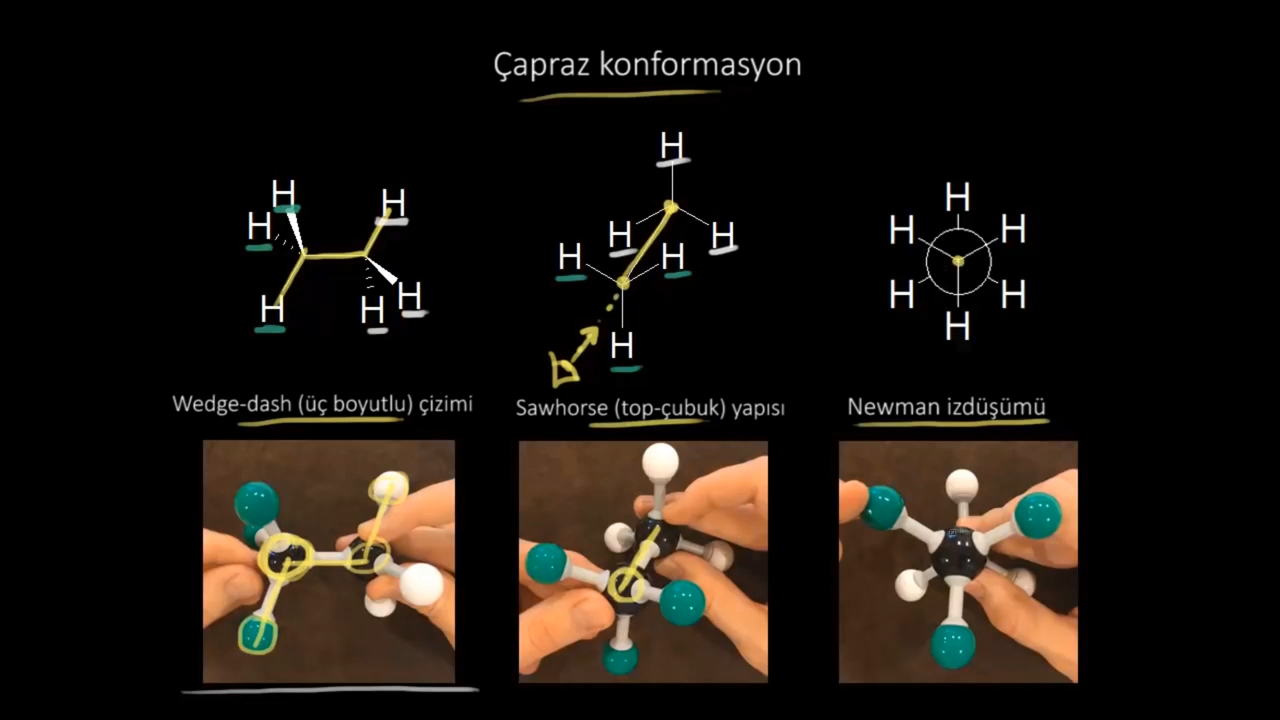 Çapraz konformasyon
H
H H
H
H H
H
H
H H
H H
H
H
H H
H H
H
Wedge-dash (üç boyutlu) çizimi
Sawhorse (top-çubuk) yapısı
Newman izdüşümü